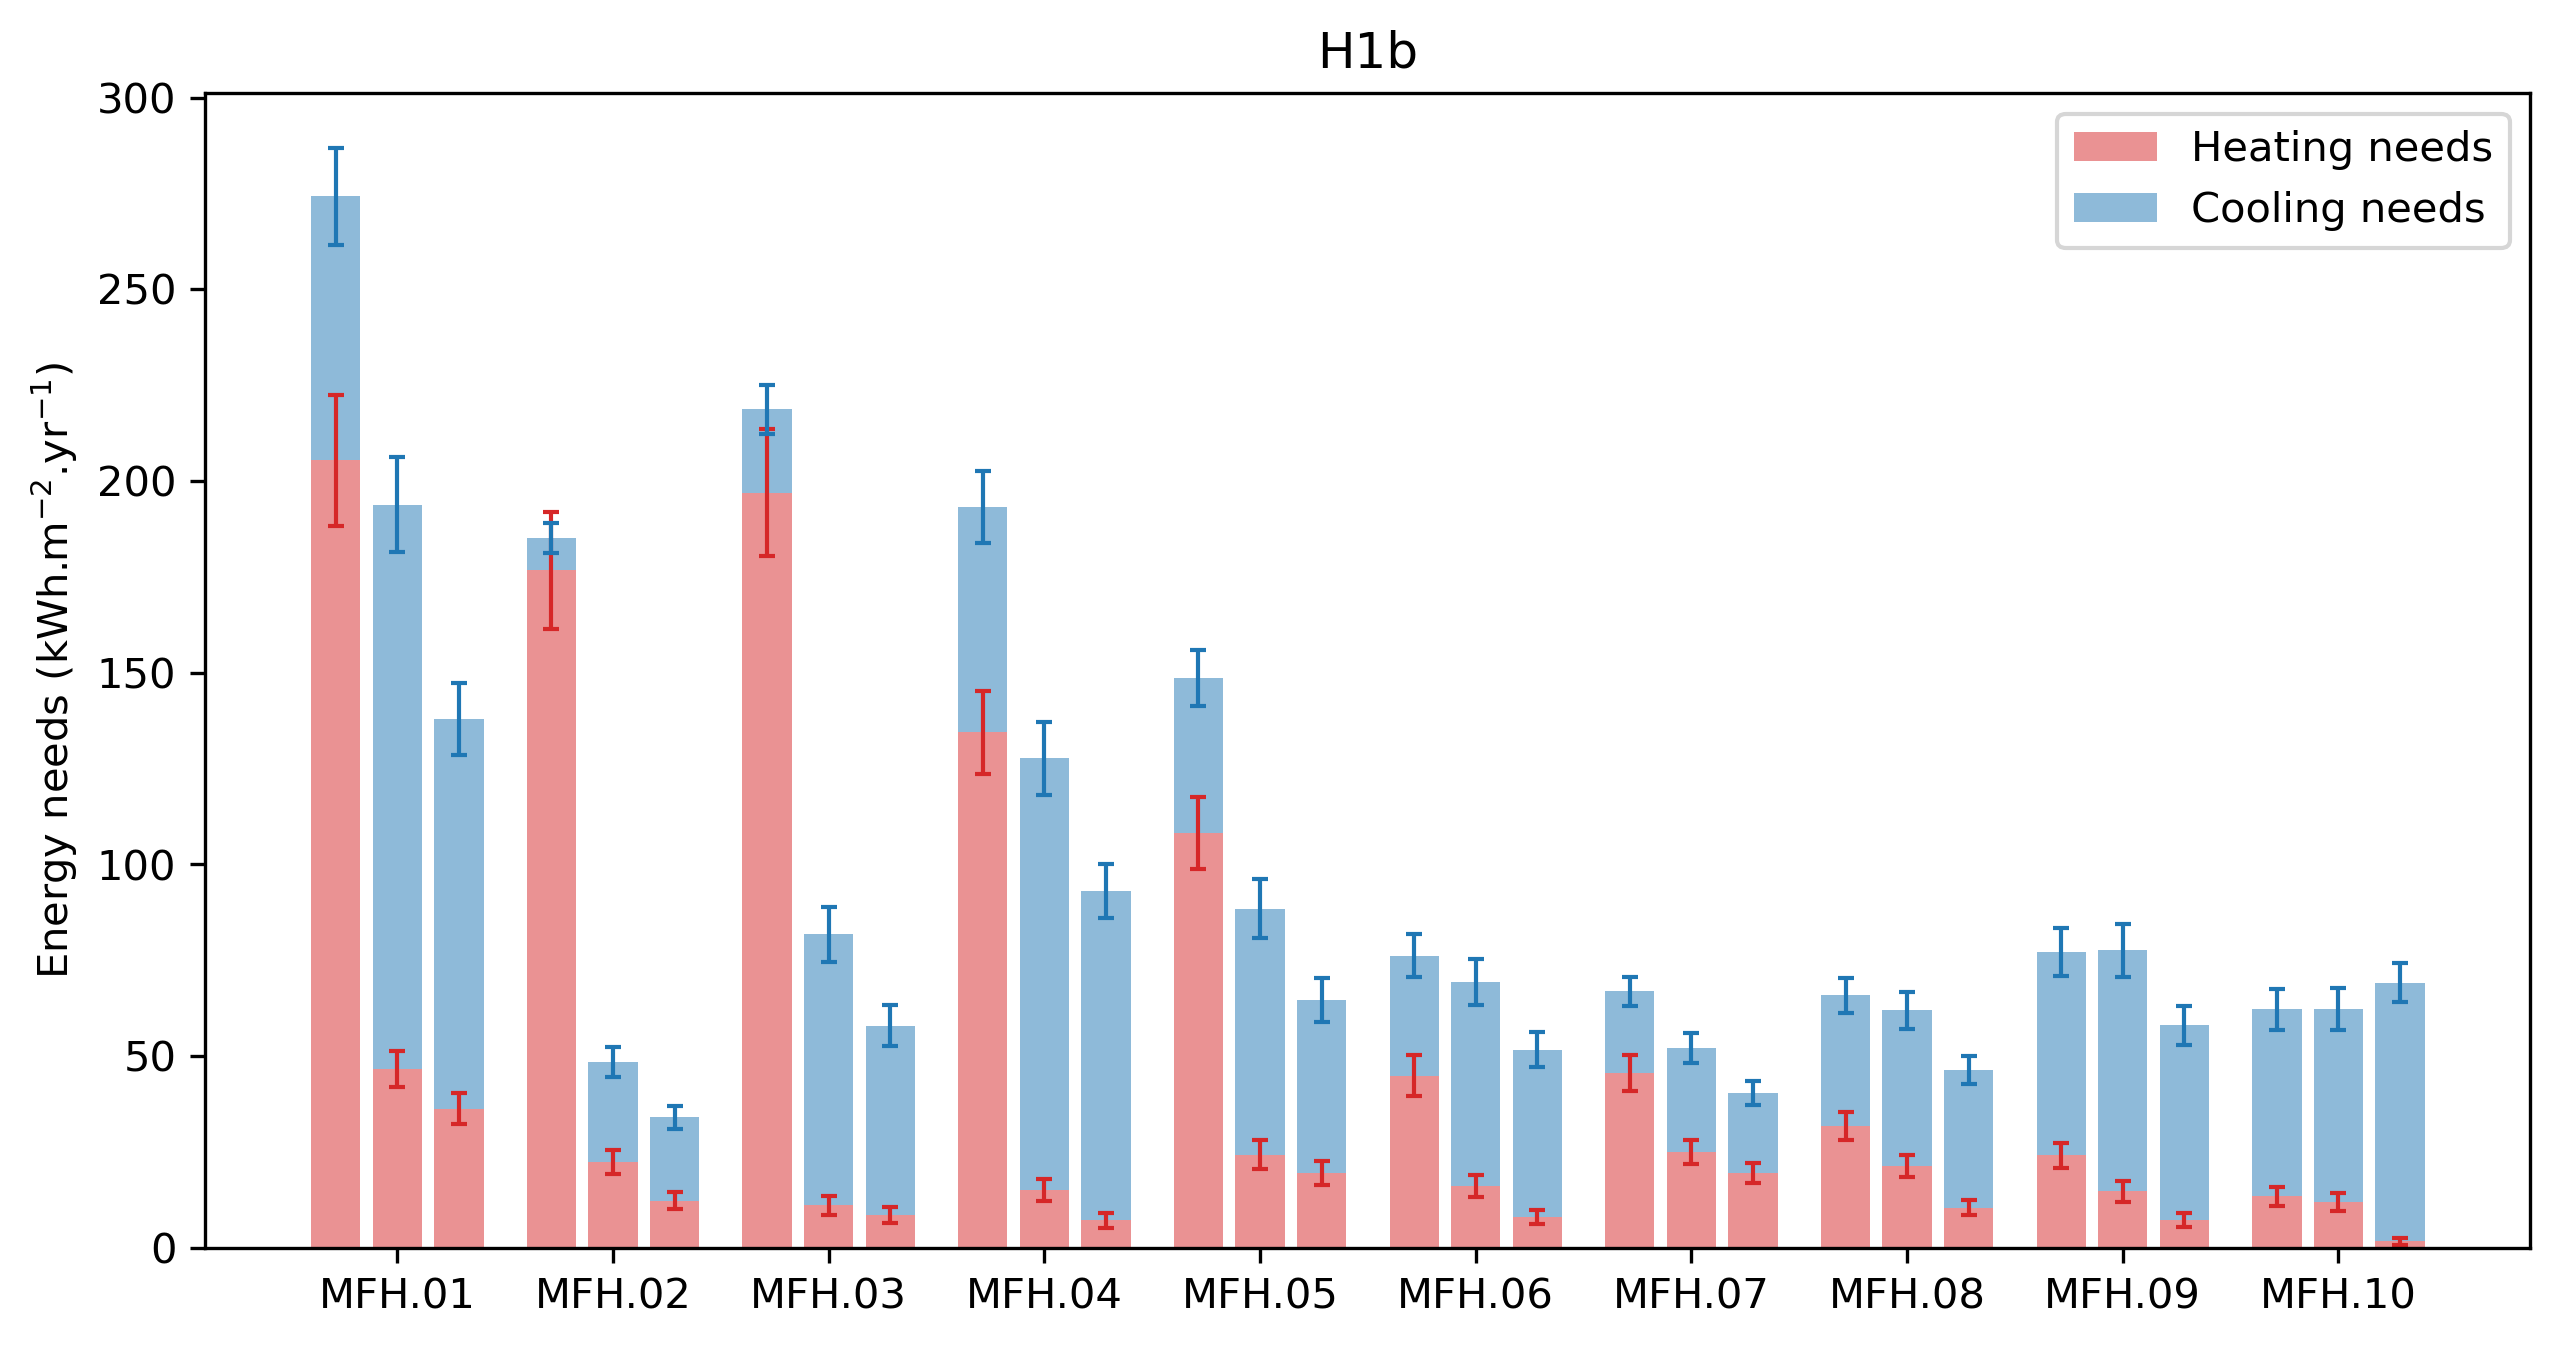 H1b
300
250
200
150
100
50
0
Energy needs (kWh.m⁻².yr⁻¹)
Heating needs
Cooling needs
MFH.01 MFH.02 MFH.03 MFH.04 MFH.05 MFH.06 MFH.07 MFH.08 MFH.09 MFH.10